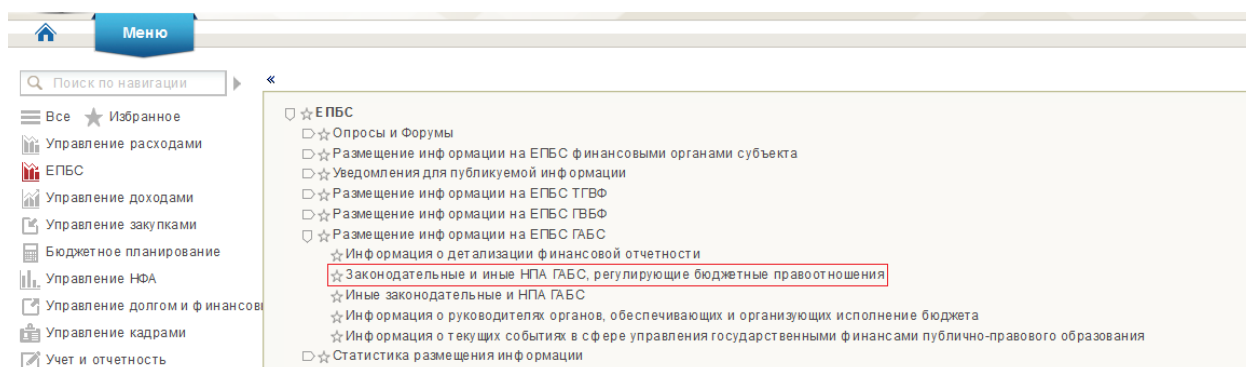 Меню
Поиск по навигации
«
Все Избранное
Управление расходами
ЕПБС
Управление доходами
Управление закупками
Бюджетное планирование
Управление НФА
Управление долгом и финансовы
Управление кадрами
Учет и отчетность
ЕПБС
Опросы и Форумы
Размещение информации на ЕПБС финансовыми органами субъекта
Уведомления для публикуемой информации
Размещение информации на ЕПБС ТГВФ
Размещение информации на ЕПБС ГВБФ
Размещение информации на ЕПБС ГАБС
Информация о детализации финансовой отчетности
Законодательные и иные НПА ГАБС, регулирующие бюджетные правоотношения
Иные законодательные и НПА ГАБС
Информация о руководителях органов, обеспечивающих и организующих исполнение бюджета
Информация о текущих событиях в сфере управления государственными финансами публично-правового образования
Статистика размещения информации